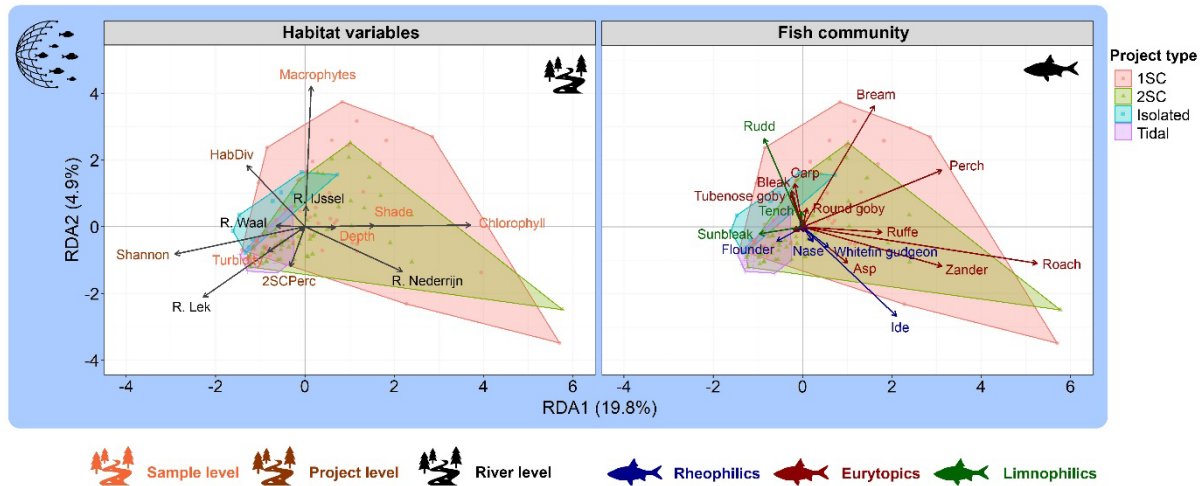 Habitat variables
Fish community
Project type
1SC
2SC
Isolated
Tidal
RDA2 (4.9%)
4
2
0
-2
-4
Macrophytes
HabDiv
R. IJssel
R. Waal
Shade
Chlorophyll
Depth
Shannon
Turbidity
2SCPerc
R. Nederrijn
R. Lek
Bream
Rudd
Perch
Carp
Bleak
Tubenose goby
Tench
Round goby
Sunbleak
Ruffe
Flounder
Nase
Whitefin gudgeon
Asp
Zander
Roach
Ide
-4 -2 0 2 4 6
-4 -2 0 2 4 6
RDA1 (19.8%)
Sample level
Project level
River level
Rheophilics
Eurytopics
Limnophilics